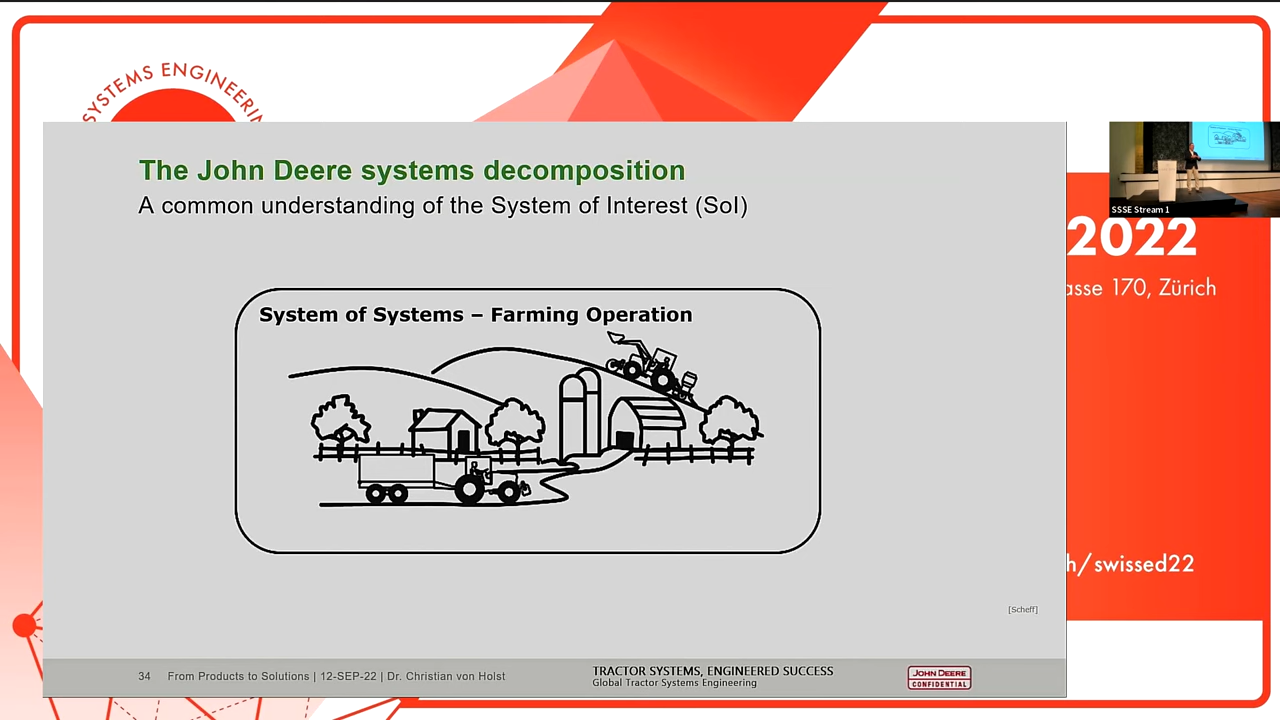 SYSTEMS ENGINEERIN
The John Deere systems decomposition
A common understanding of the System of Interest (SoI)
System of Systems – Farming Operation
[Scheff]
34 From Products to Solutions | 12-SEP-22 | Dr. Christian von Holst
TRACTOR SYSTEMS, ENGINEERED SUCCESS
Global Tractor Systems Engineering
JOHN DEERE
CONFIDENTIAL
SSSE Stream 1
2022
asse 170, Zürich
h/swissed22